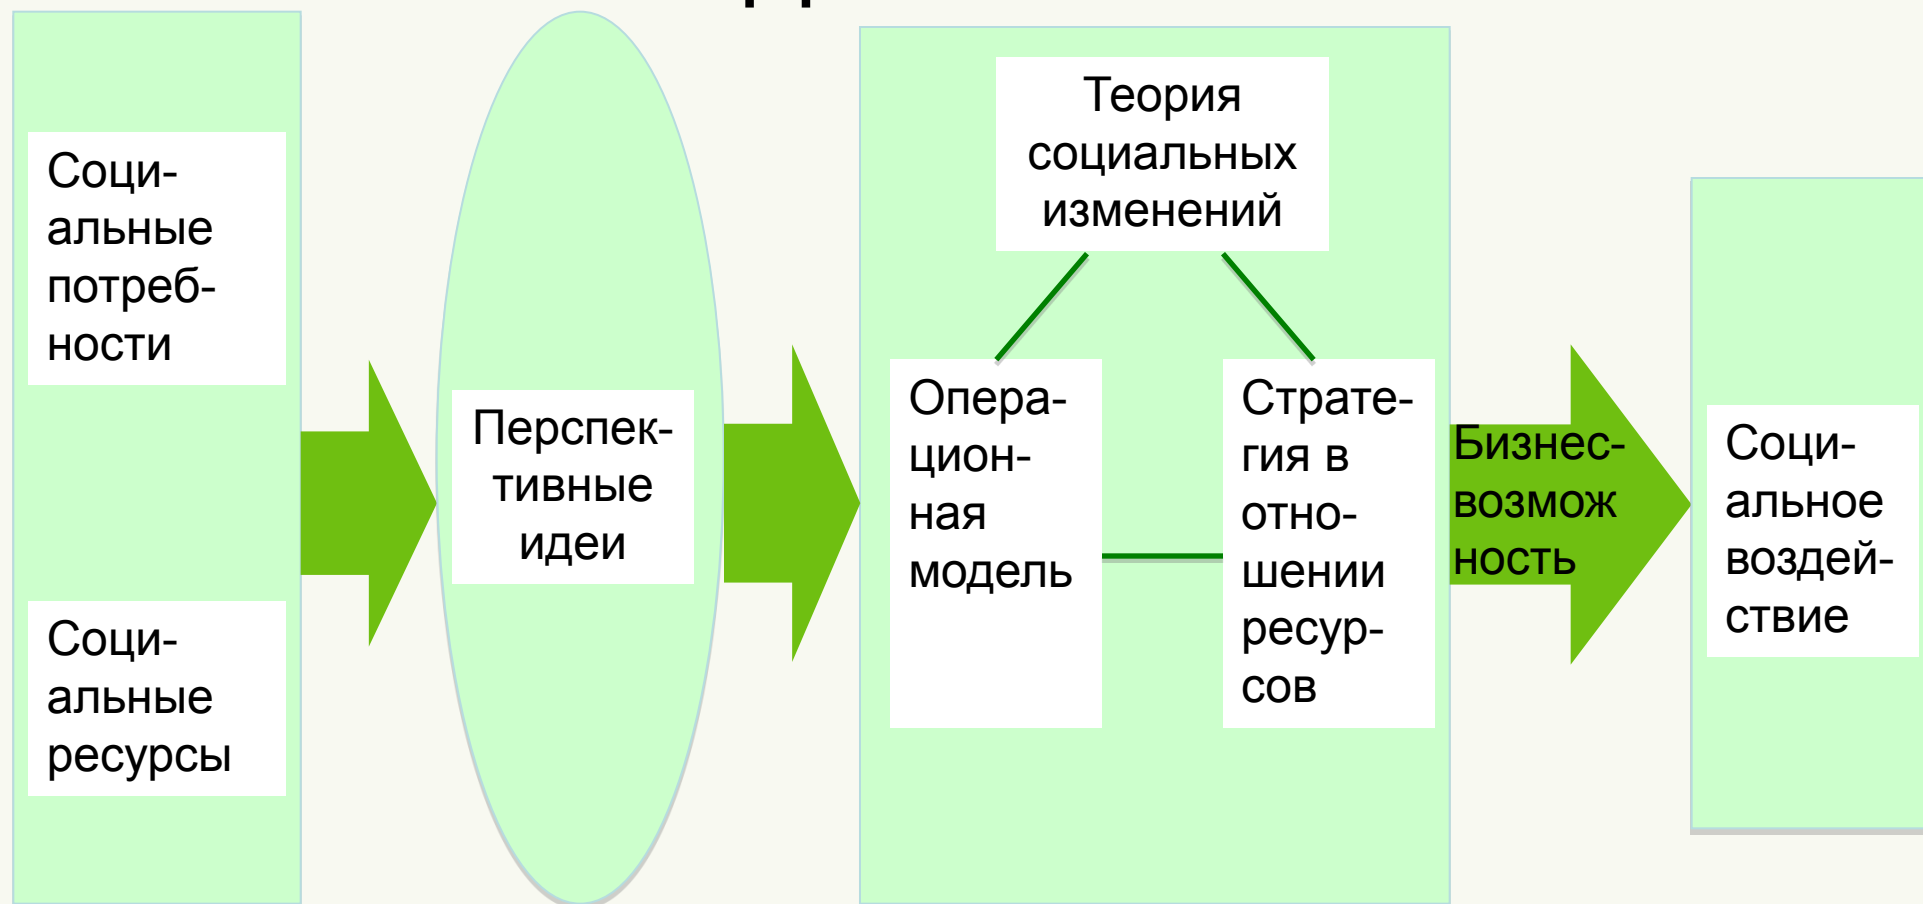 Соци-
альные
потреб-
ности
Соци-
альные
ресурсы
Перспек-
тивные
идеи
Теория
социальных
изменений
Опера-
цион-
ная
модель
Страте-
гия в
отно-
шении
ресур-
сов
Бизнес-
возмож
ность
Соци-
альное
воздей-
ствие